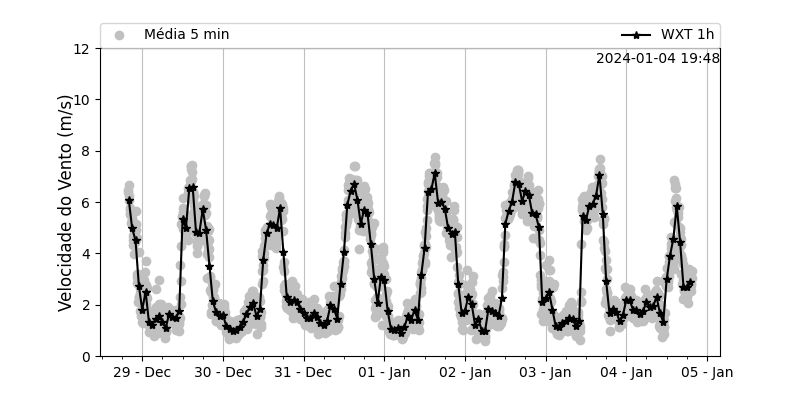 Média 5 min
WXT 1h
2024-01-04 19:48
Velocidade do Vento (m/s)
12
10
8
6
4
2
0
29 - Dec
30 - Dec
31 - Dec
01 - Jan
02 - Jan
03 - Jan
04 - Jan
05 - Jan